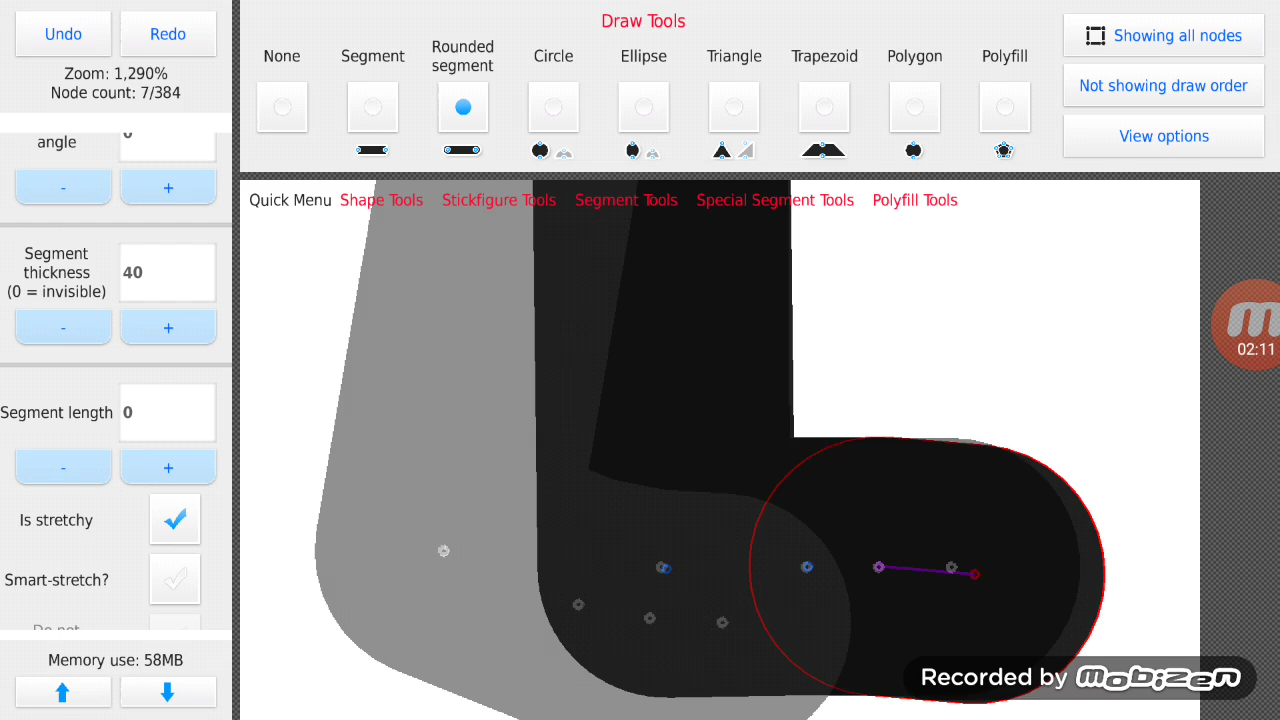 Undo
Redo
Zoom: 1,290%
Node count: 7/384
angle
-
+
Segment
thickness
(0 = invisible)
40
-
+
Segment length
0
-
+
Is stretchy
Smart-stretch?
Memory use: 58MB
Draw Tools
None
Segment
Rounded
segment
Circle
Ellipse
Triangle
Trapezoid
Polygon
Polyfill
Showing all nodes
Not showing draw order
View options
Quick Menu
Shape Tools
Stickfigure Tools
Segment Tools
Special Segment Tools
Polyfill Tools
02:11
Recorded by mobizen